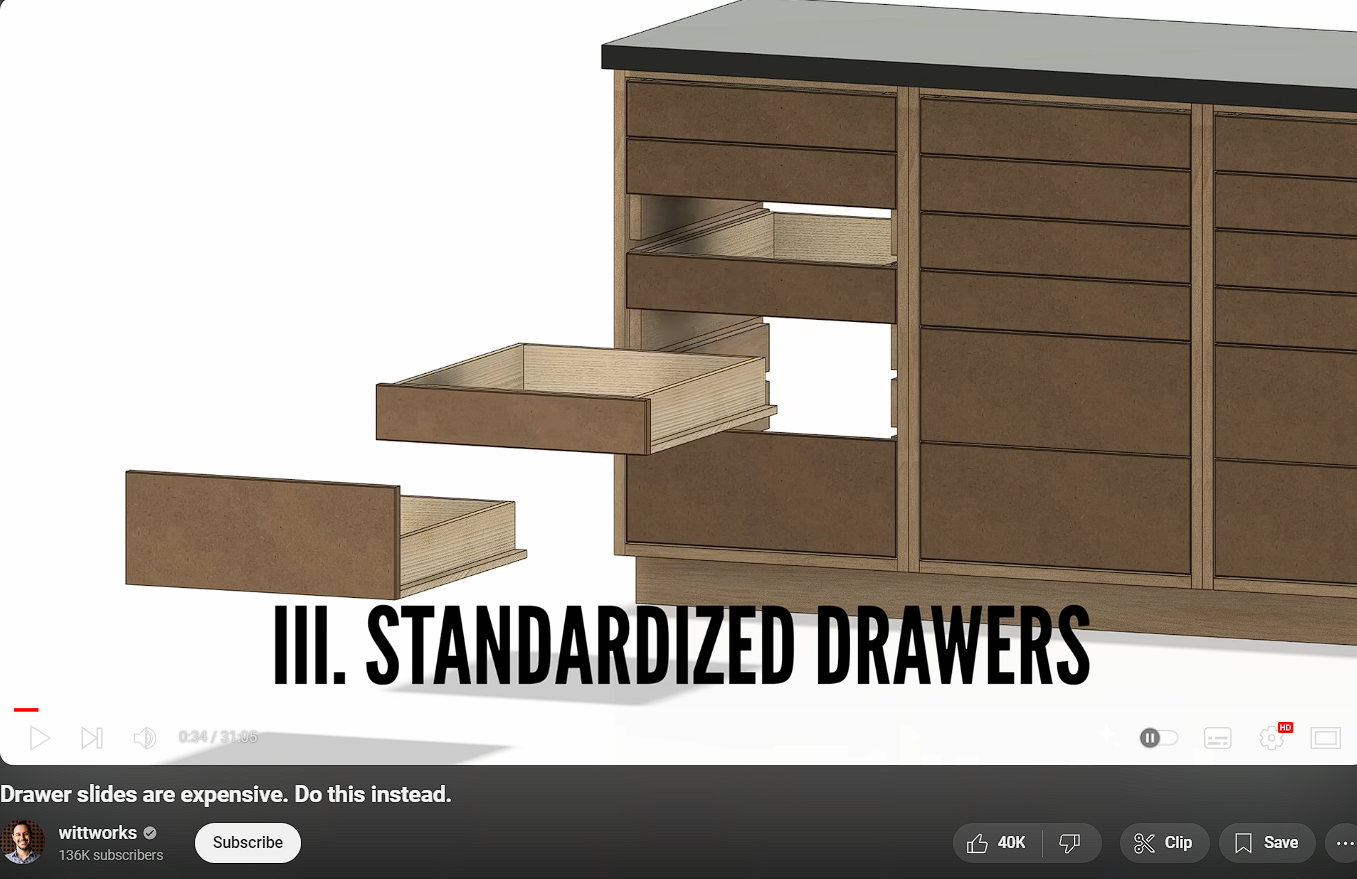 III. STANDARDIZED DRAWERS
0:34 / 31:05
HD
Drawer slides are expensive. Do this instead.
wittworks
136K subscribers
Subscribe
40K
Clip
Save